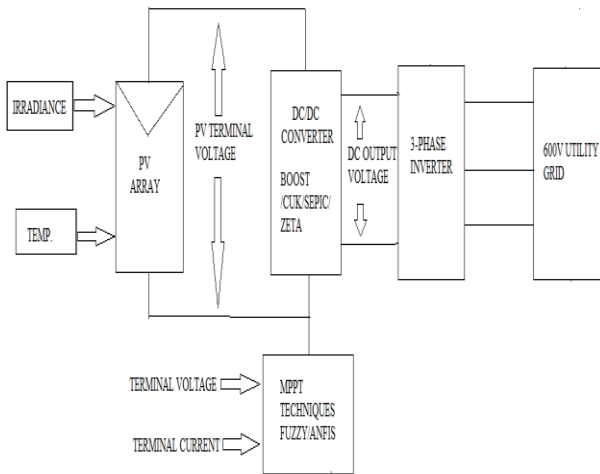 IRRADIANCE
TEMP.
PV
ARRAY
PV TERMINAL
VOLTAGE
DC/DC
CONVERTER
BOOST
/CUK/SEPIC/
ZETA
DC OUTPUT
VOLTAGE
3-PHASE
INVERTER
600V UTILITY
GRID
TERMINAL VOLTAGE
TERMINAL CURRENT
MPPT
TECHNIQUES
FUZZY/ANFIS